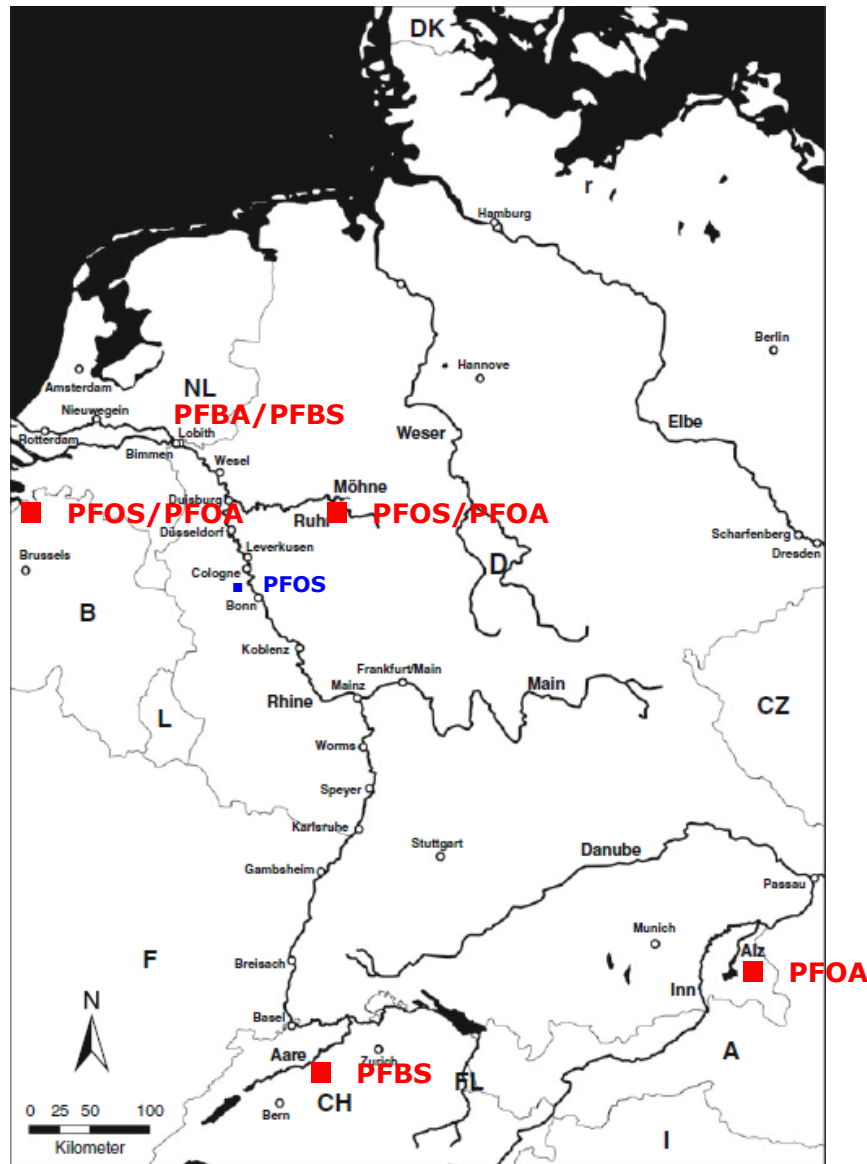 DK
r
Hamburg
Berlin
Hannove
Amsterdam
NL
Nieuwegein
PFBA/PFBS
Rotterdam
Lobith
Bimmen
Weser
Elbe
Wesel
Möhne
Duisburg
PFOS/PFOA
Ruhr
PFOS/PFOA
Düsseldorf
Scharfenberg
Dresden
Leverkusen
Brussels
Cologne
D
PFOS
Bonn
B
Koblenz
Frankfurt/Main
Mainz
Main
Rhine
CZ
L
Worms
Speyer
Karlsruhe
Stuttgart
Danube
Gambsheim
Passau
Munich
F
Breisach
Alz
PFOA
Inn
N
Basel
Aare
Zurich
A
PFBS
FL
Bern
CH
0 25 50 100
Kilometer
I